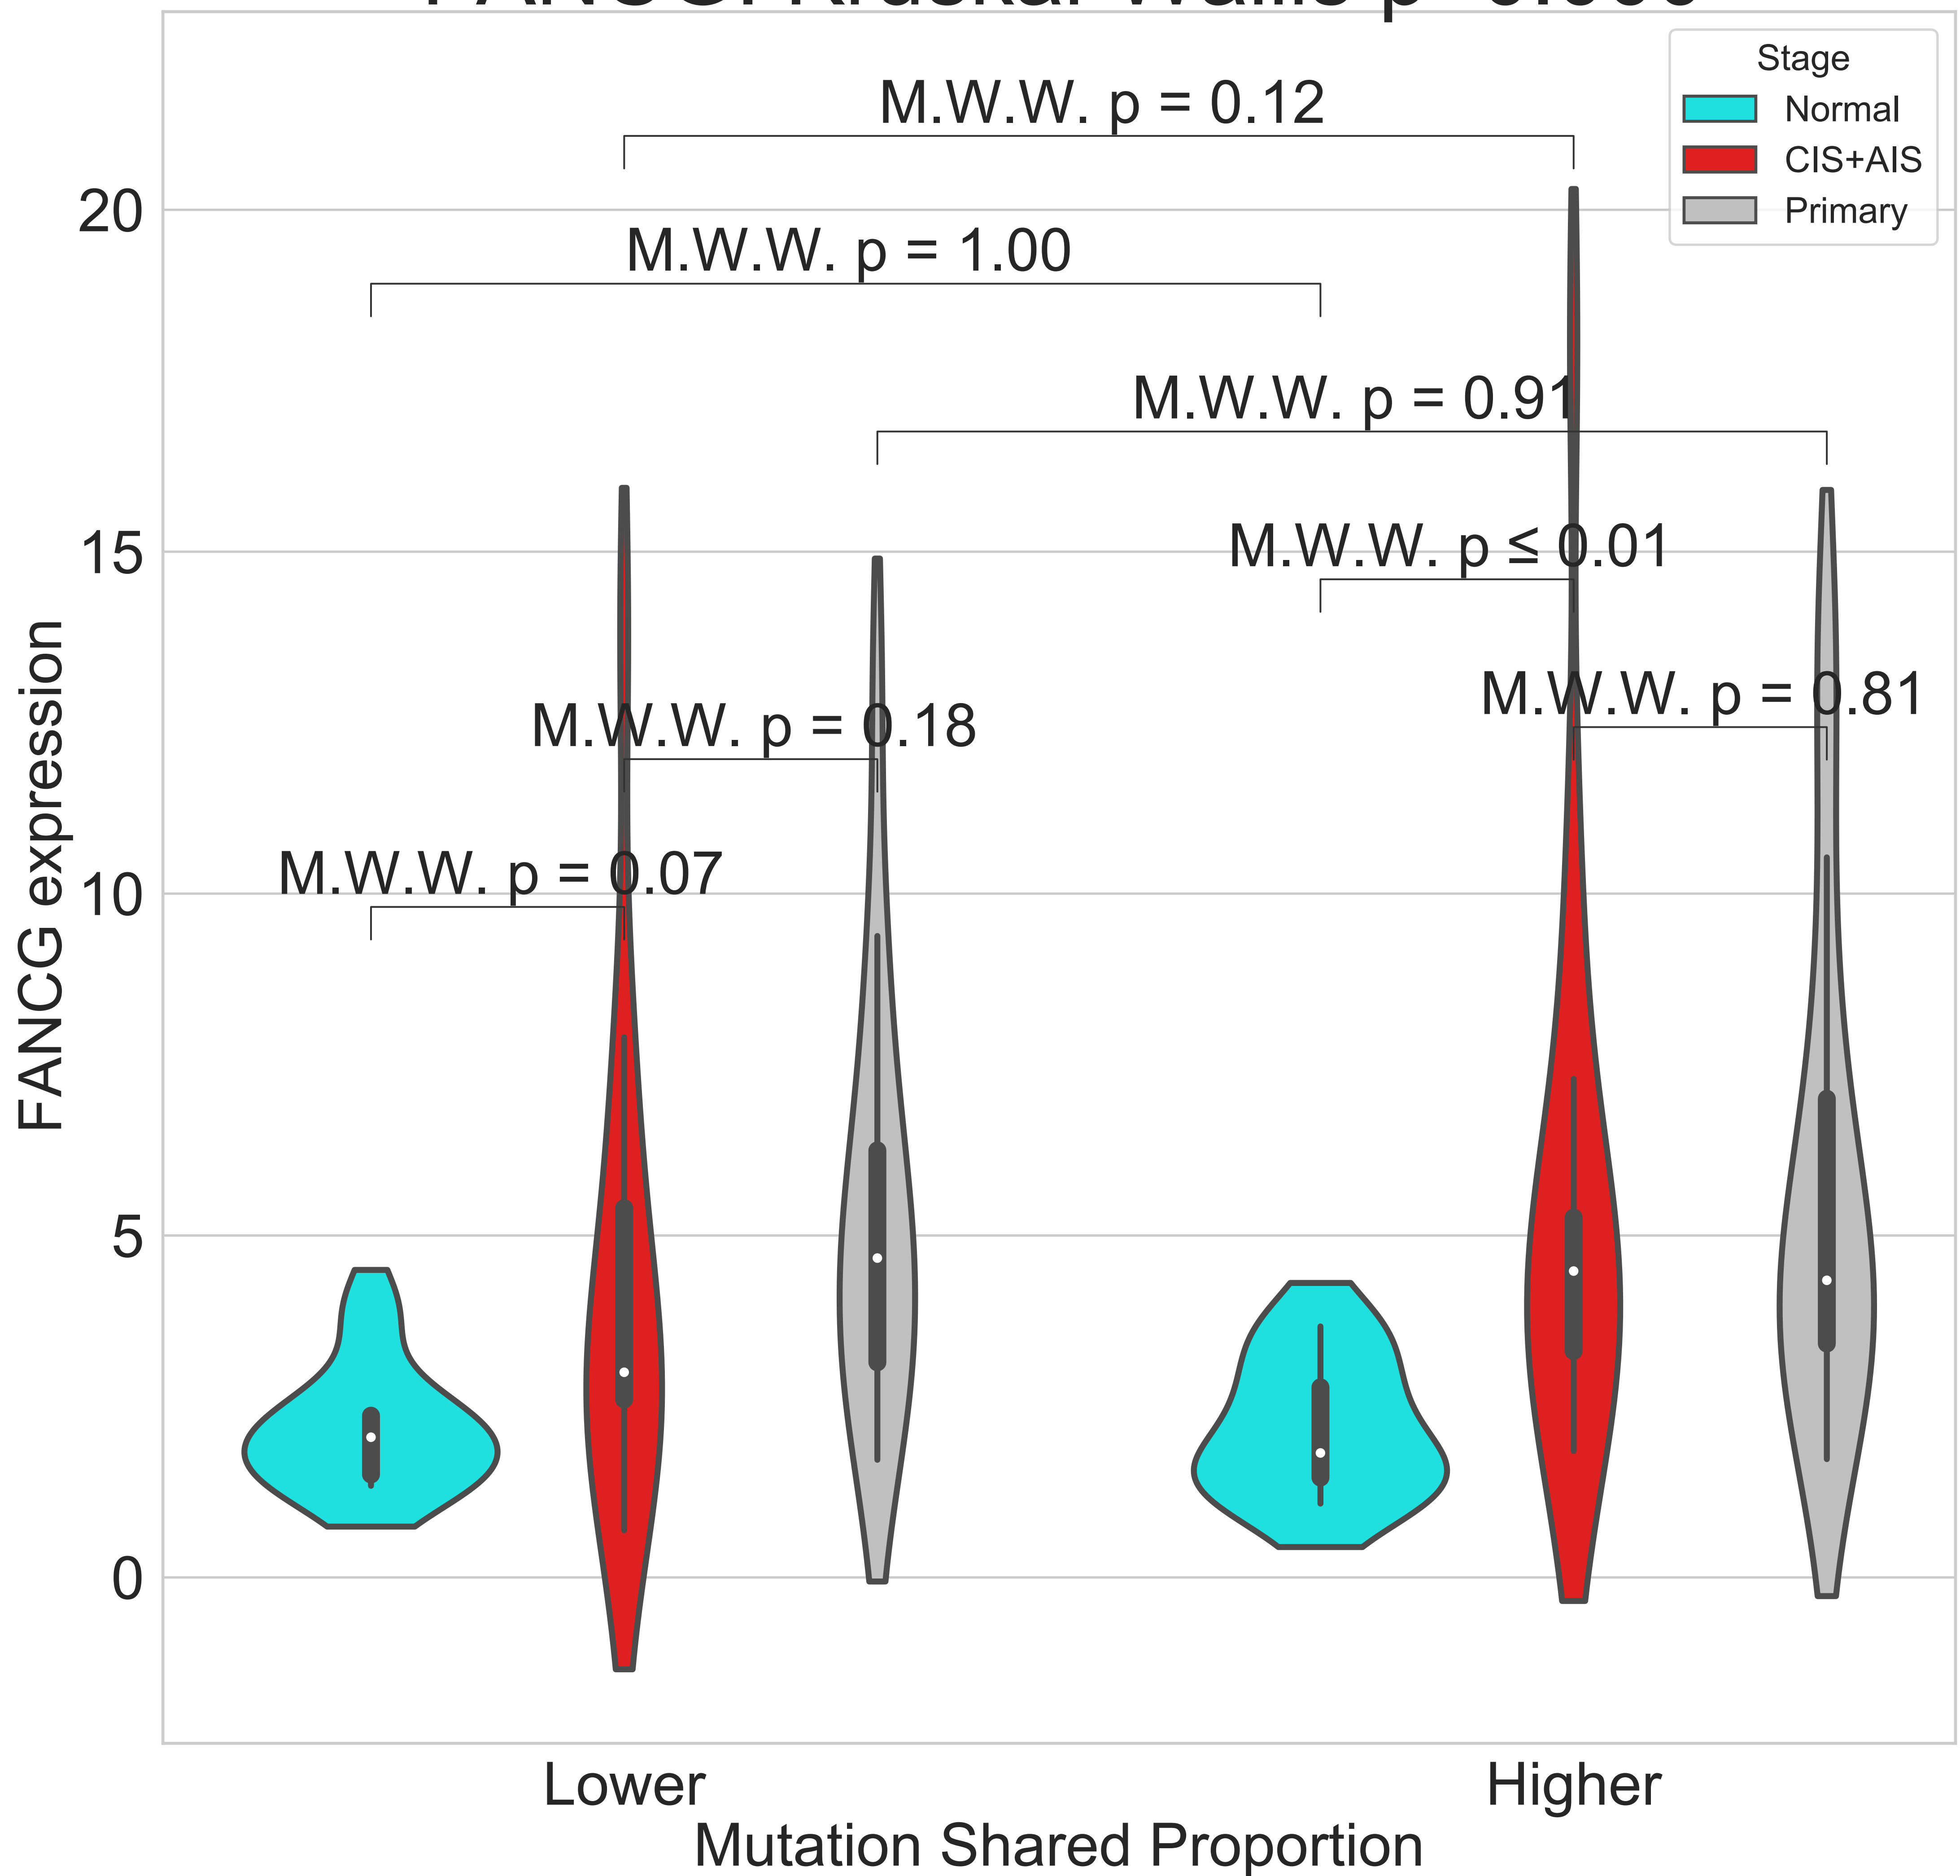 Stage
Normal
CIS+AIS
Primary
M.W.W. p = 0.12
M.W.W. p = 1.00
M.W.W. p = 0.91
M.W.W. p ≤ 0.01
M.W.W. p = 0.81
M.W.W. p = 0.18
M.W.W. p = 0.07
20
15
10
5
0
FANCG expression
Lower
Higher
Mutation Shared Proportion